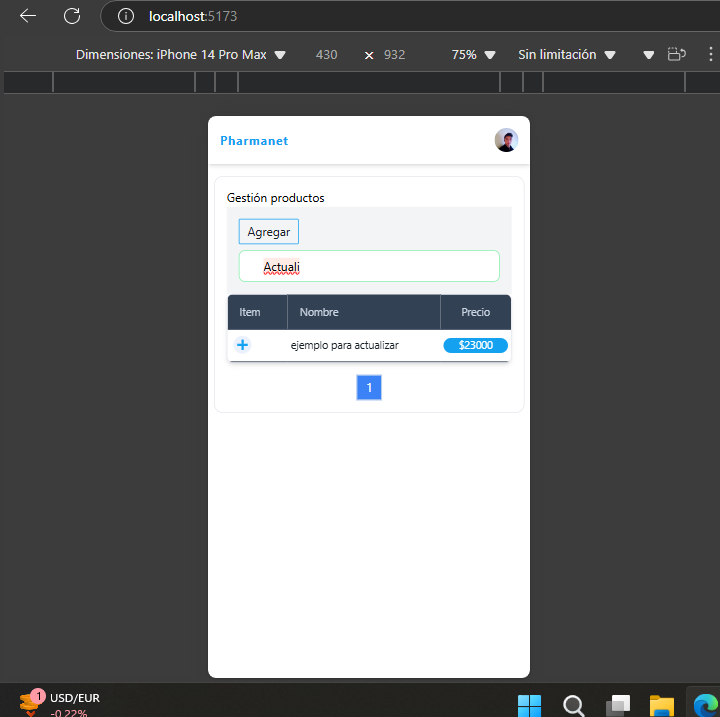 localhost:5173
Dimensiones: iPhone 14 Pro Max 430 × 932 75% Sin limitación
Pharmanet
Gestión productos
Agregar
Actuali
Item Nombre Precio
ejemplo para actualizar $23000
1
1 USD/EUR
-0.22%